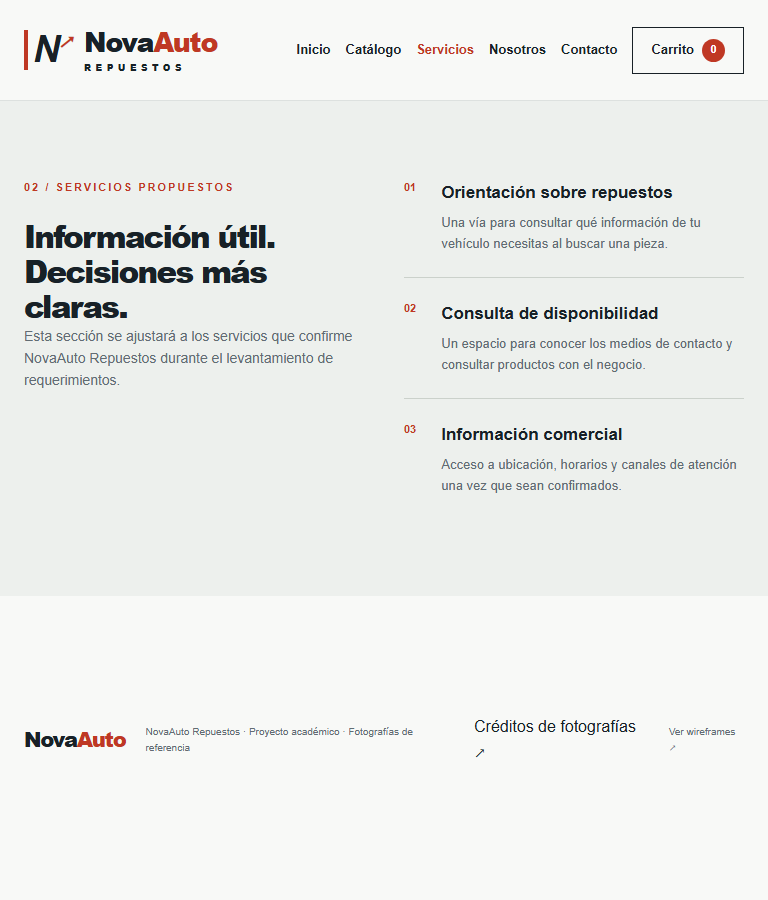 N↗ NovaAuto
REPUESTOS
Inicio Catálogo Servicios Nosotros Contacto Carrito 0
02 / SERVICIOS PROPUESTOS
Información útil.
Decisiones más
claras.
Esta sección se ajustará a los servicios que confirme
NovaAuto Repuestos durante el levantamiento de
requerimientos.
01 Orientación sobre repuestos
Una vía para consultar qué información de tu
vehículo necesitas al buscar una pieza.
02 Consulta de disponibilidad
Un espacio para conocer los medios de contacto y
consultar productos con el negocio.
03 Información comercial
Acceso a ubicación, horarios y canales de atención
una vez que sean confirmados.
NovaAuto
NovaAuto Repuestos · Proyecto académico · Fotografías de
referencia
Créditos de fotografías
↗
Ver wireframes
↗